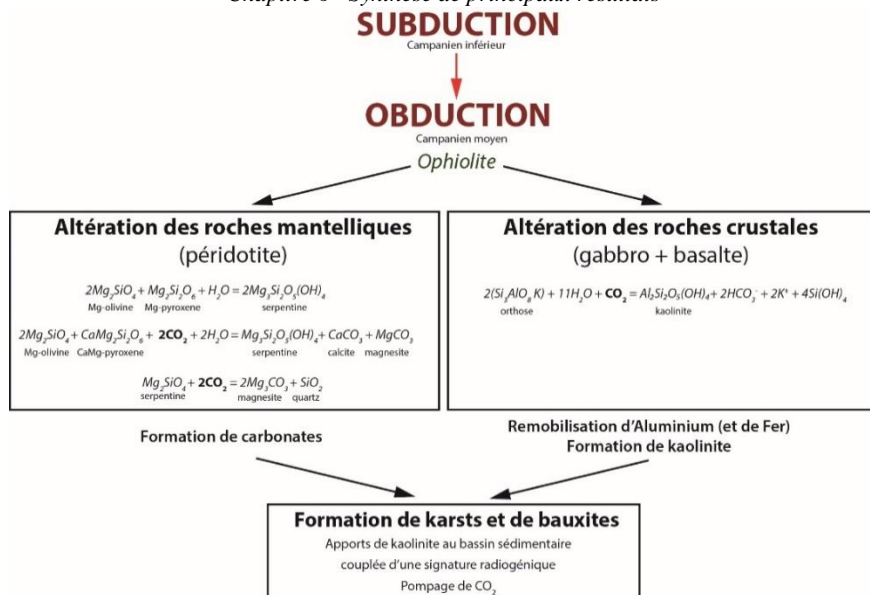 Chapitre - Synthèse de principaux résultats
SUBDUCTION
Campanien inférieur
OBDUCTION
Campanien moyen
Ophiolite
Altération des roches mantelliques
(péridotite)
2Mg₂SiO₄ + Mg₂Si₂O₆ + H₂O = 2Mg₃Si₂O₅(OH)₄
Mg-olivine Mg-pyroxene serpentine
2Mg₂SiO₄ + CaMg₂Si₂O₆ + 2CO₂ + 2H₂O = Mg₃Si₂O₅(OH)₄ + CaCO₃ + MgCO₃
Mg-olivine CaMg-pyroxene serpentine calcite magnesite
Mg₂SiO₄ + 2CO₂ = 2Mg₃CO₃ + SiO₂
serpentine magnesite quartz
Formation de carbonates
Altération des roches crustales
(gabbro + basalte)
2(Si₃AlO₈K) + 11H₂O + CO₂ = Al₂Si₂O₅(OH)₄ + 2HCO₃⁻ + 2K⁺ + 4Si(OH)₄
orthose kaolinite
Remobilisation d'Aluminium (et de Fer)
Formation de kaolinite
Formation de karsts et de bauxites
Apports de kaolinite au bassin sédimentaire
couplée d'une signature radiogénique
Pompage de CO₂